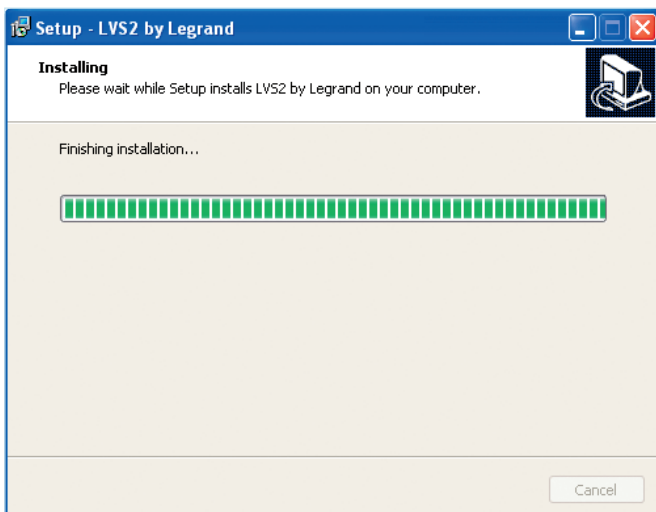 Setup - LVS2 by Legrand
Installing
Please wait while Setup installs LVS2 by Legrand on your computer.
Finishing installation...
Cancel